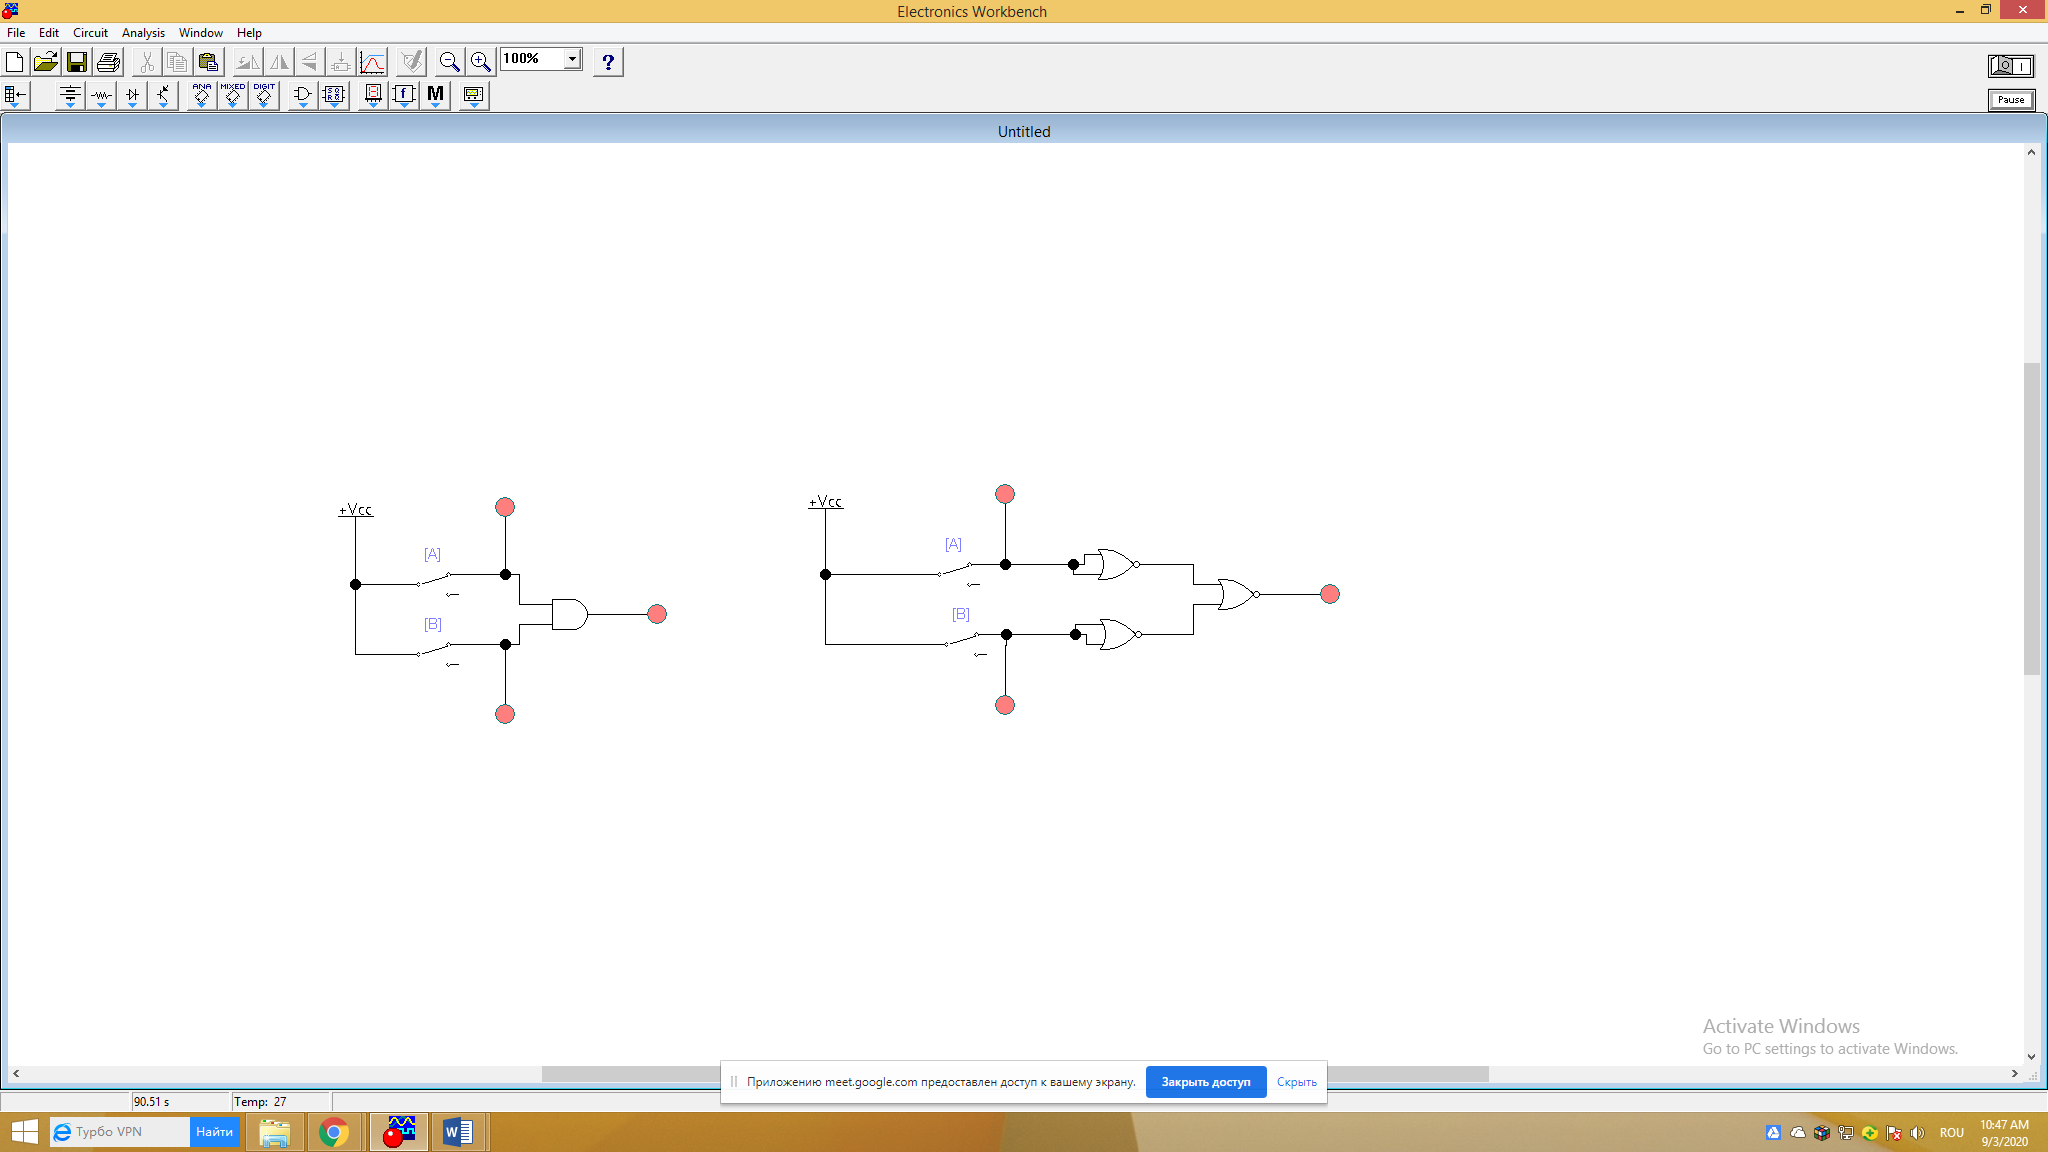 Electronics Workbench
File Edit Circuit Analysis Window Help
100%
?
ANA MIXED DIGIT
f M
Pause
Untitled
+Vcc
[A]
[B]
+Vcc
[A]
[B]
Activate Windows
Go to PC settings to activate Windows.
Приложению meet.google.com предоставлен доступ к вашему экрану. Закрыть доступ Скрыть
90.51 s Temp: 27
Турбо VPN Найти
W
ROU
10:47 AM
9/3/2020